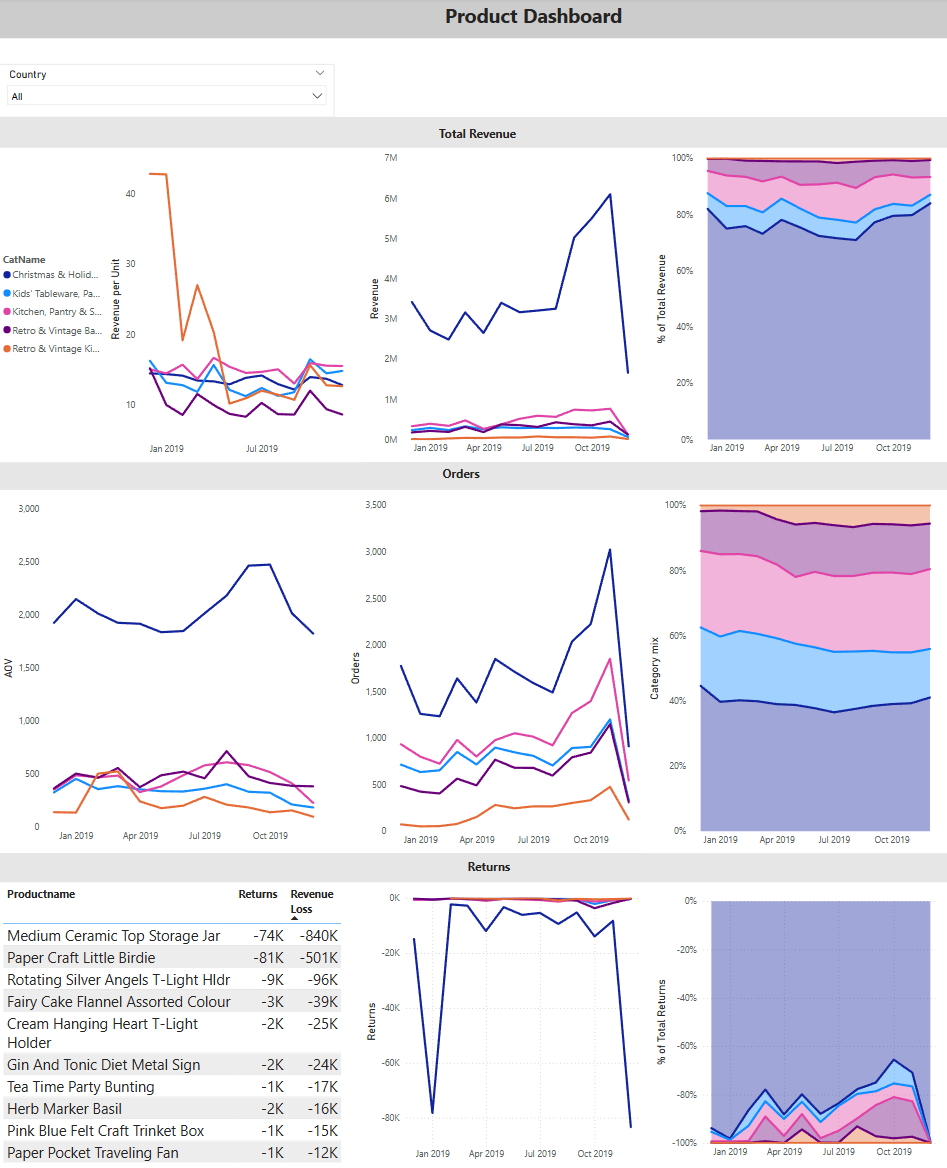 Product Dashboard
Country
All
Total Revenue
CatName
Christmas & Holid...
Kids' Tableware, Pa...
Kitchen, Pantry & S...
Retro & Vintage Ba...
Retro & Vintage Ki...
Revenue per Unit
40
30
20
10
Jan 2019 Jul 2019
Revenue
7M
6M
5M
4M
3M
2M
1M
0M
Jan 2019 Apr 2019 Jul 2019 Oct 2019
% of Total Revenue
100%
80%
60%
40%
20%
0%
Jan 2019 Apr 2019 Jul 2019 Oct 2019
Orders
AOV
3,000
2,500
2,000
1,500
1,000
500
0
Jan 2019 Apr 2019 Jul 2019 Oct 2019
Orders
3,500
3,000
2,500
2,000
1,500
1,000
500
0
Jan 2019 Apr 2019 Jul 2019 Oct 2019
Category mix
100%
80%
60%
40%
20%
0%
Jan 2019 Apr 2019 Jul 2019 Oct 2019
Returns
Productname Returns Revenue
Loss
Medium Ceramic Top Storage Jar -74K -840K
Paper Craft Little Birdie -81K -501K
Rotating Silver Angels T-Light Hldr -9K -96K
Fairy Cake Flannel Assorted Colour -3K -39K
Cream Hanging Heart T-Light -2K -25K
Holder
Gin And Tonic Diet Metal Sign -2K -24K
Tea Time Party Bunting -1K -17K
Herb Marker Basil -2K -16K
Pink Blue Felt Craft Trinket Box -1K -15K
Paper Pocket Traveling Fan -1K -12K
Returns
0K
-20K
-40K
-60K
-80K
Jan 2019 Apr 2019 Jul 2019 Oct 2019
% of Total Returns
0%
-20%
-40%
-60%
-80%
-100%
Jan 2019 Apr 2019 Jul 2019 Oct 2019